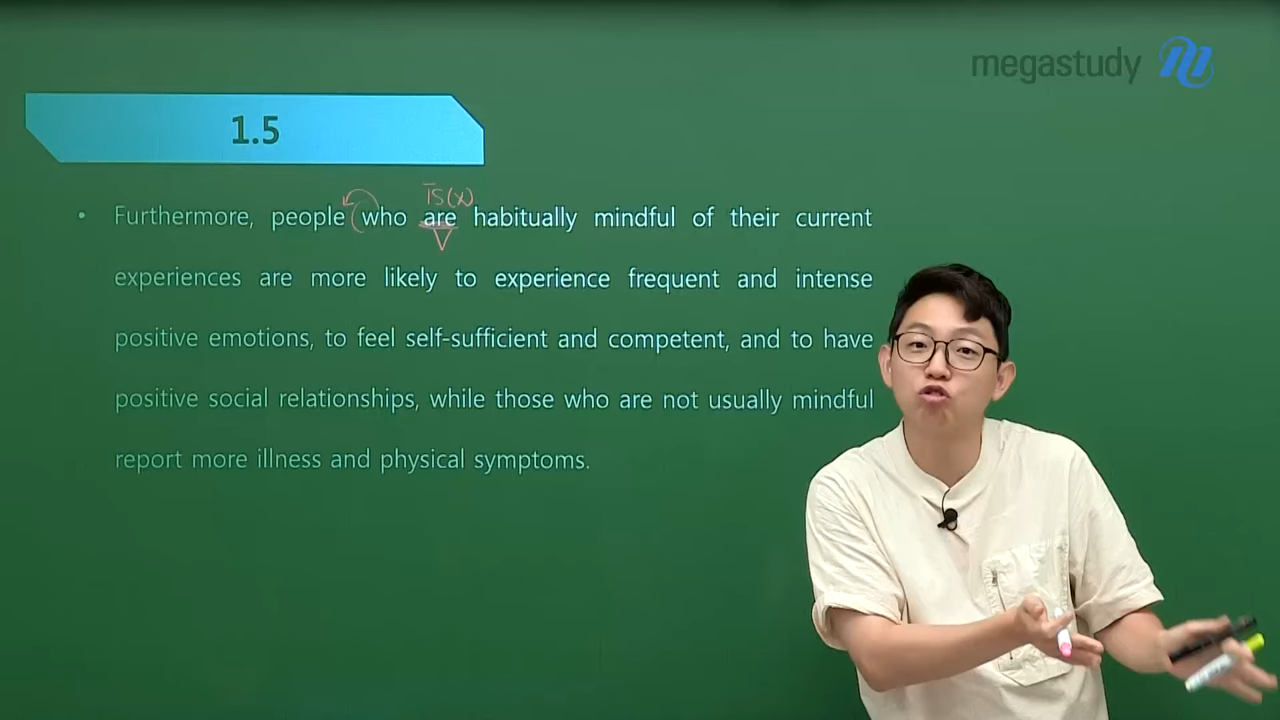 megastudy
1.5
is(x)
• Furthermore, people who are habitually mindful of their current
V
experiences are more likely to experience frequent and intense
positive emotions, to feel self-sufficient and competent, and to have
positive social relationships, while those who are not usually mindful
report more illness and physical symptoms.